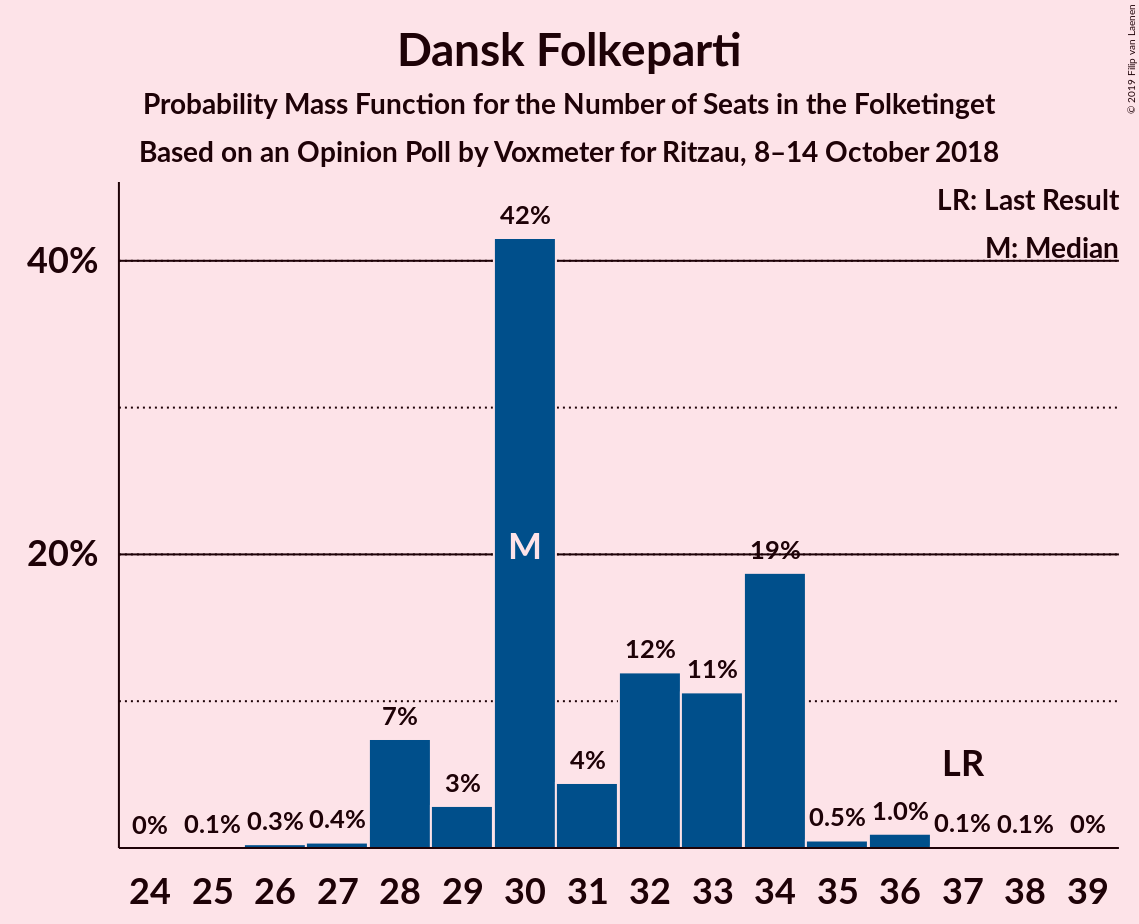 Dansk Folkeparti
Probability Mass Function for the Number of Seats in the Folketinget
Based on an Opinion Poll by Voxmeter for Ritzau, 8–14 October 2018
© 2019 Filip van Laenen
LR: Last Result
M: Median
40%
20%
0%
0.1%
0.3%
0.4%
7%
3%
42%
M
4%
12%
11%
19%
0.5%
1.0%
LR
0.1%
0.1%
0%
24 25 26 27 28 29 30 31 32 33 34 35 36 37 38 39